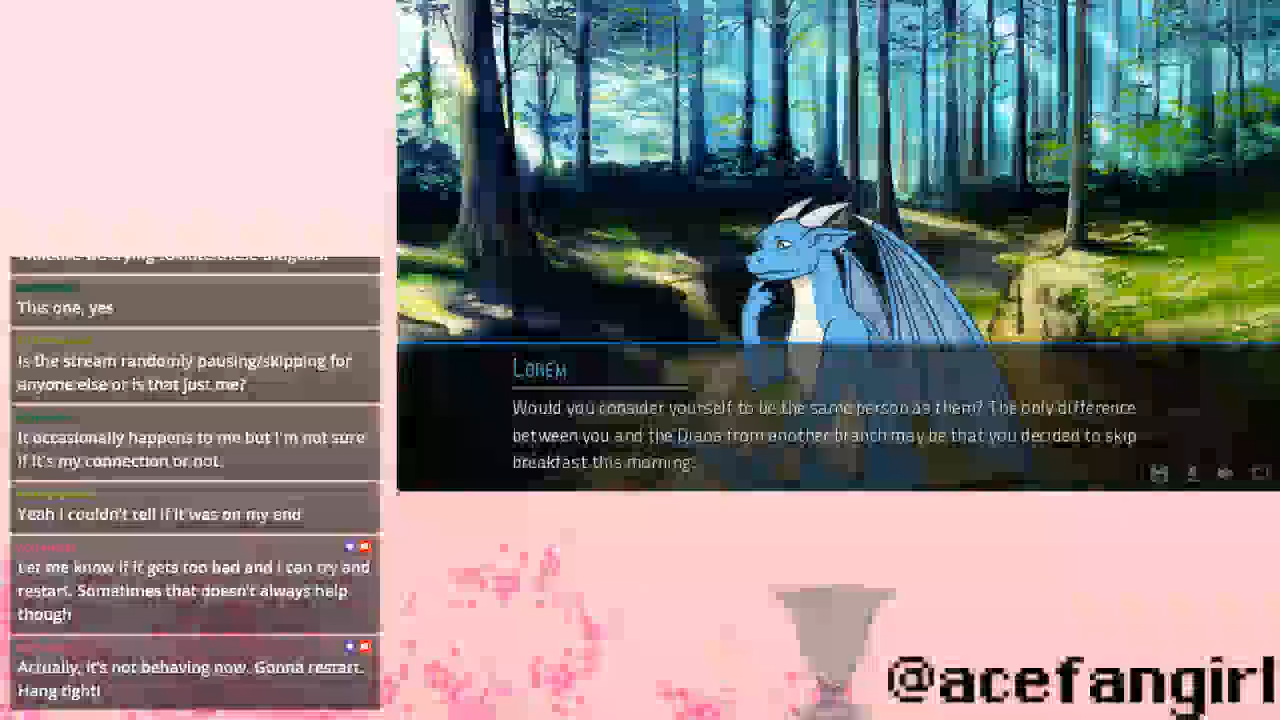 This one, yes
Is the stream randomly pausing/skipping for
anyone else or is that just me?
It occasionally happens to me but I'm not sure
if it's my connection or not.
Yeah I couldn't tell if it was on my end
Let me know if it gets too bad and I can try and
restart. Sometimes that doesn't always help
though
Actually, it's not behaving now. Gonna restart.
Hang tight!
Lorem
Would you consider yourself to be the same person as them? The only difference
between you and the Diana from another branch may be that you decided to skip
breakfast this morning.
@acefangirl